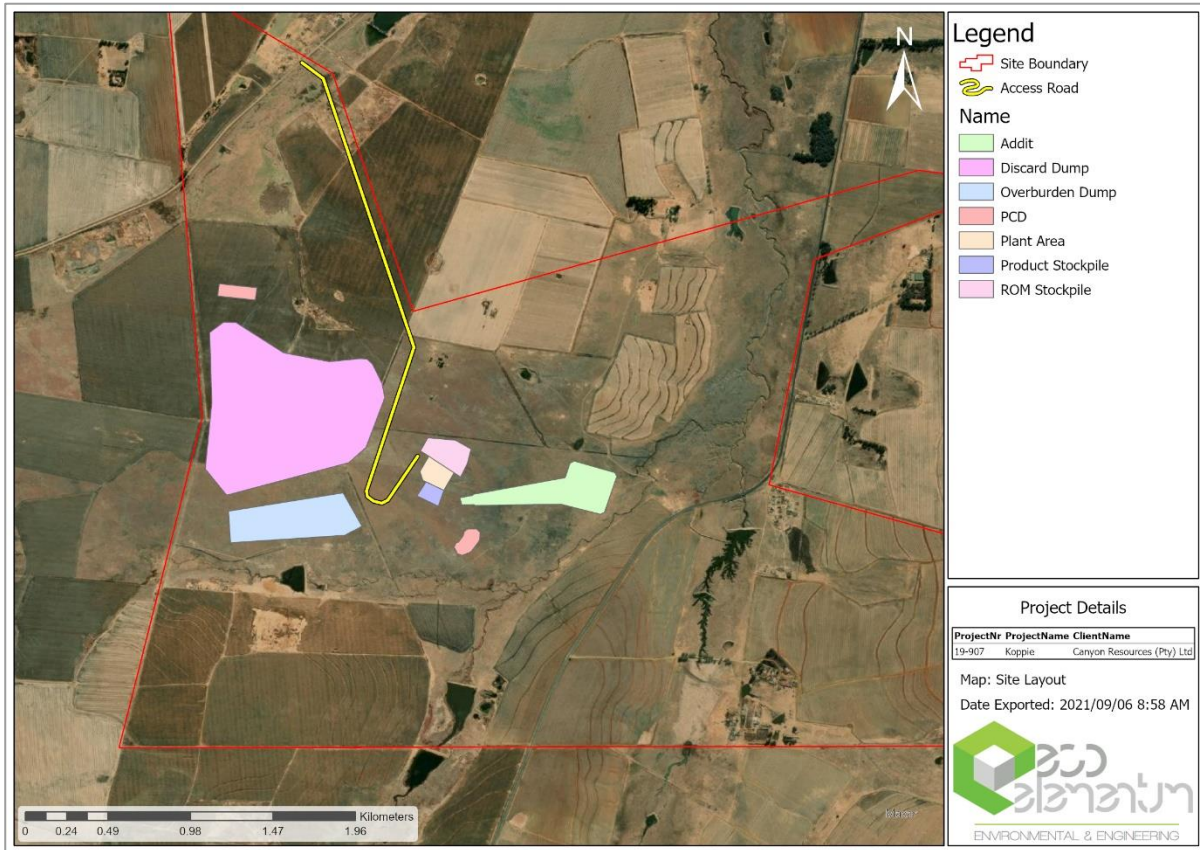 N
Legend
Site Boundary
Access Road
Name
Addit
Discard Dump
Overburden Dump
PCD
Plant Area
Product Stockpile
ROM Stockpile
Kilometers
0 0.24 0.49 0.98 1.47 1.96
Project Details
ProjectNr ProjectName ClientName
19-907 Koppie Canyon Resources (Pty) Ltd
Map: Site Layout
Date Exported: 2021/09/06 8:58 AM
eco
elementum
ENVIRONMENTAL & ENGINEERING